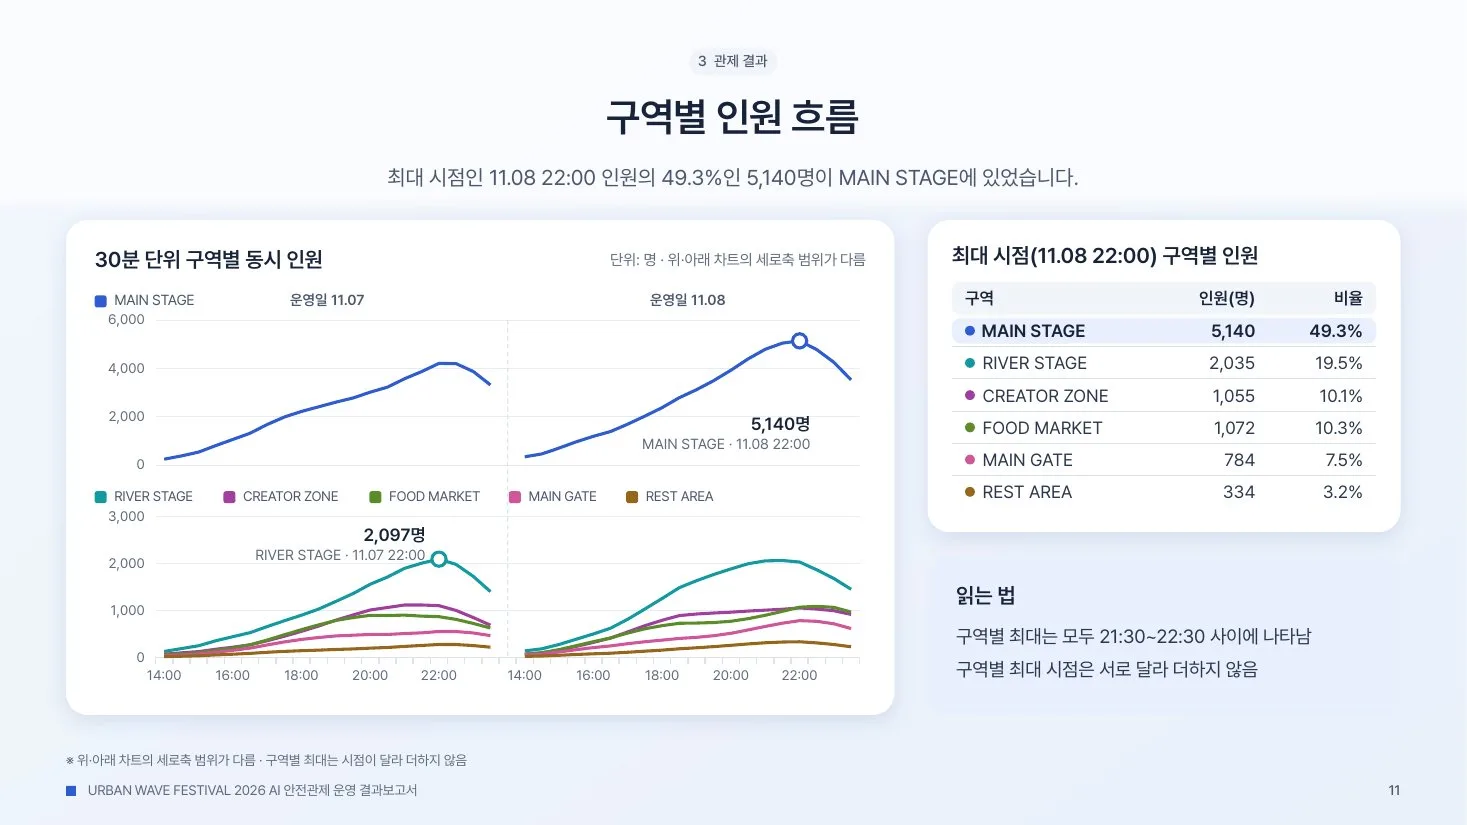 3 관제 결과
구역별 인원 흐름
최대 시점인 11.08 22:00 인원의 49.3%인 5,140명이 MAIN STAGE에 있었습니다.
30분 단위 구역별 동시 인원
단위: 명 · 위·아래 차트의 세로축 범위가 다름
MAIN STAGE
운영일 11.07
운영일 11.08
6,000
4,000
2,000
0
5,140명
MAIN STAGE · 11.08 22:00
RIVER STAGE
CREATOR ZONE
FOOD MARKET
MAIN GATE
REST AREA
3,000
2,000
1,000
0
2,097명
RIVER STAGE · 11.07 22:00
14:00 16:00 18:00 20:00 22:00 14:00 16:00 18:00 20:00 22:00
최대 시점(11.08 22:00) 구역별 인원
구역 인원(명) 비율
MAIN STAGE 5,140 49.3%
RIVER STAGE 2,035 19.5%
CREATOR ZONE 1,055 10.1%
FOOD MARKET 1,072 10.3%
MAIN GATE 784 7.5%
REST AREA 334 3.2%
읽는 법
구역별 최대는 모두 21:30~22:30 사이에 나타남
구역별 최대 시점은 서로 달라 더하지 않음
※ 위·아래 차트의 세로축 범위가 다름 · 구역별 최대는 시점이 달라 더하지 않음
URBAN WAVE FESTIVAL 2026 AI 안전관제 운영 결과보고서
11